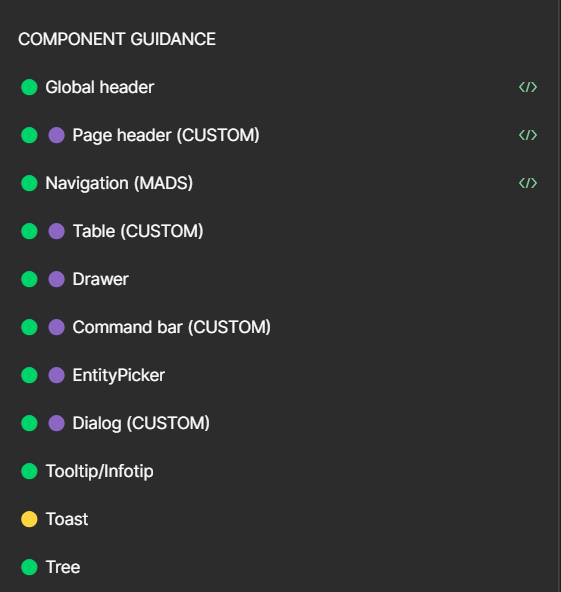 COMPONENT GUIDANCE
Global header </>
Page header (CUSTOM) </>
Navigation (MADS) </>
Table (CUSTOM)
Drawer
Command bar (CUSTOM)
EntityPicker
Dialog (CUSTOM)
Tooltip/Infotip
Toast
Tree